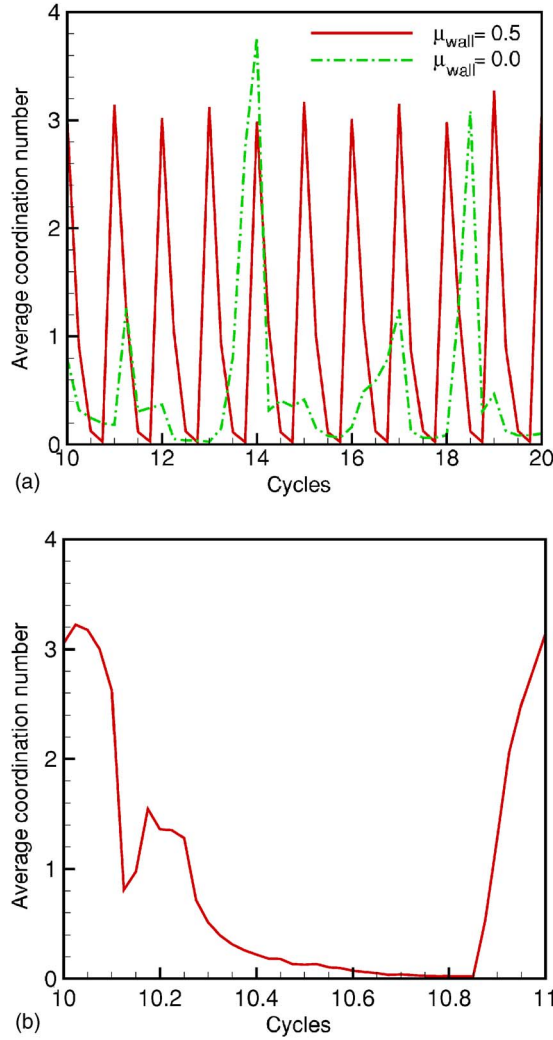 4
3
2
1
0
Average coordination number
μwall= 0.5
μwall= 0.0
10
12
14
16
18
20
Cycles
(a)
4
3
2
1
0
Average coordination number
10
10.2
10.4
10.6
10.8
11
Cycles
(b)